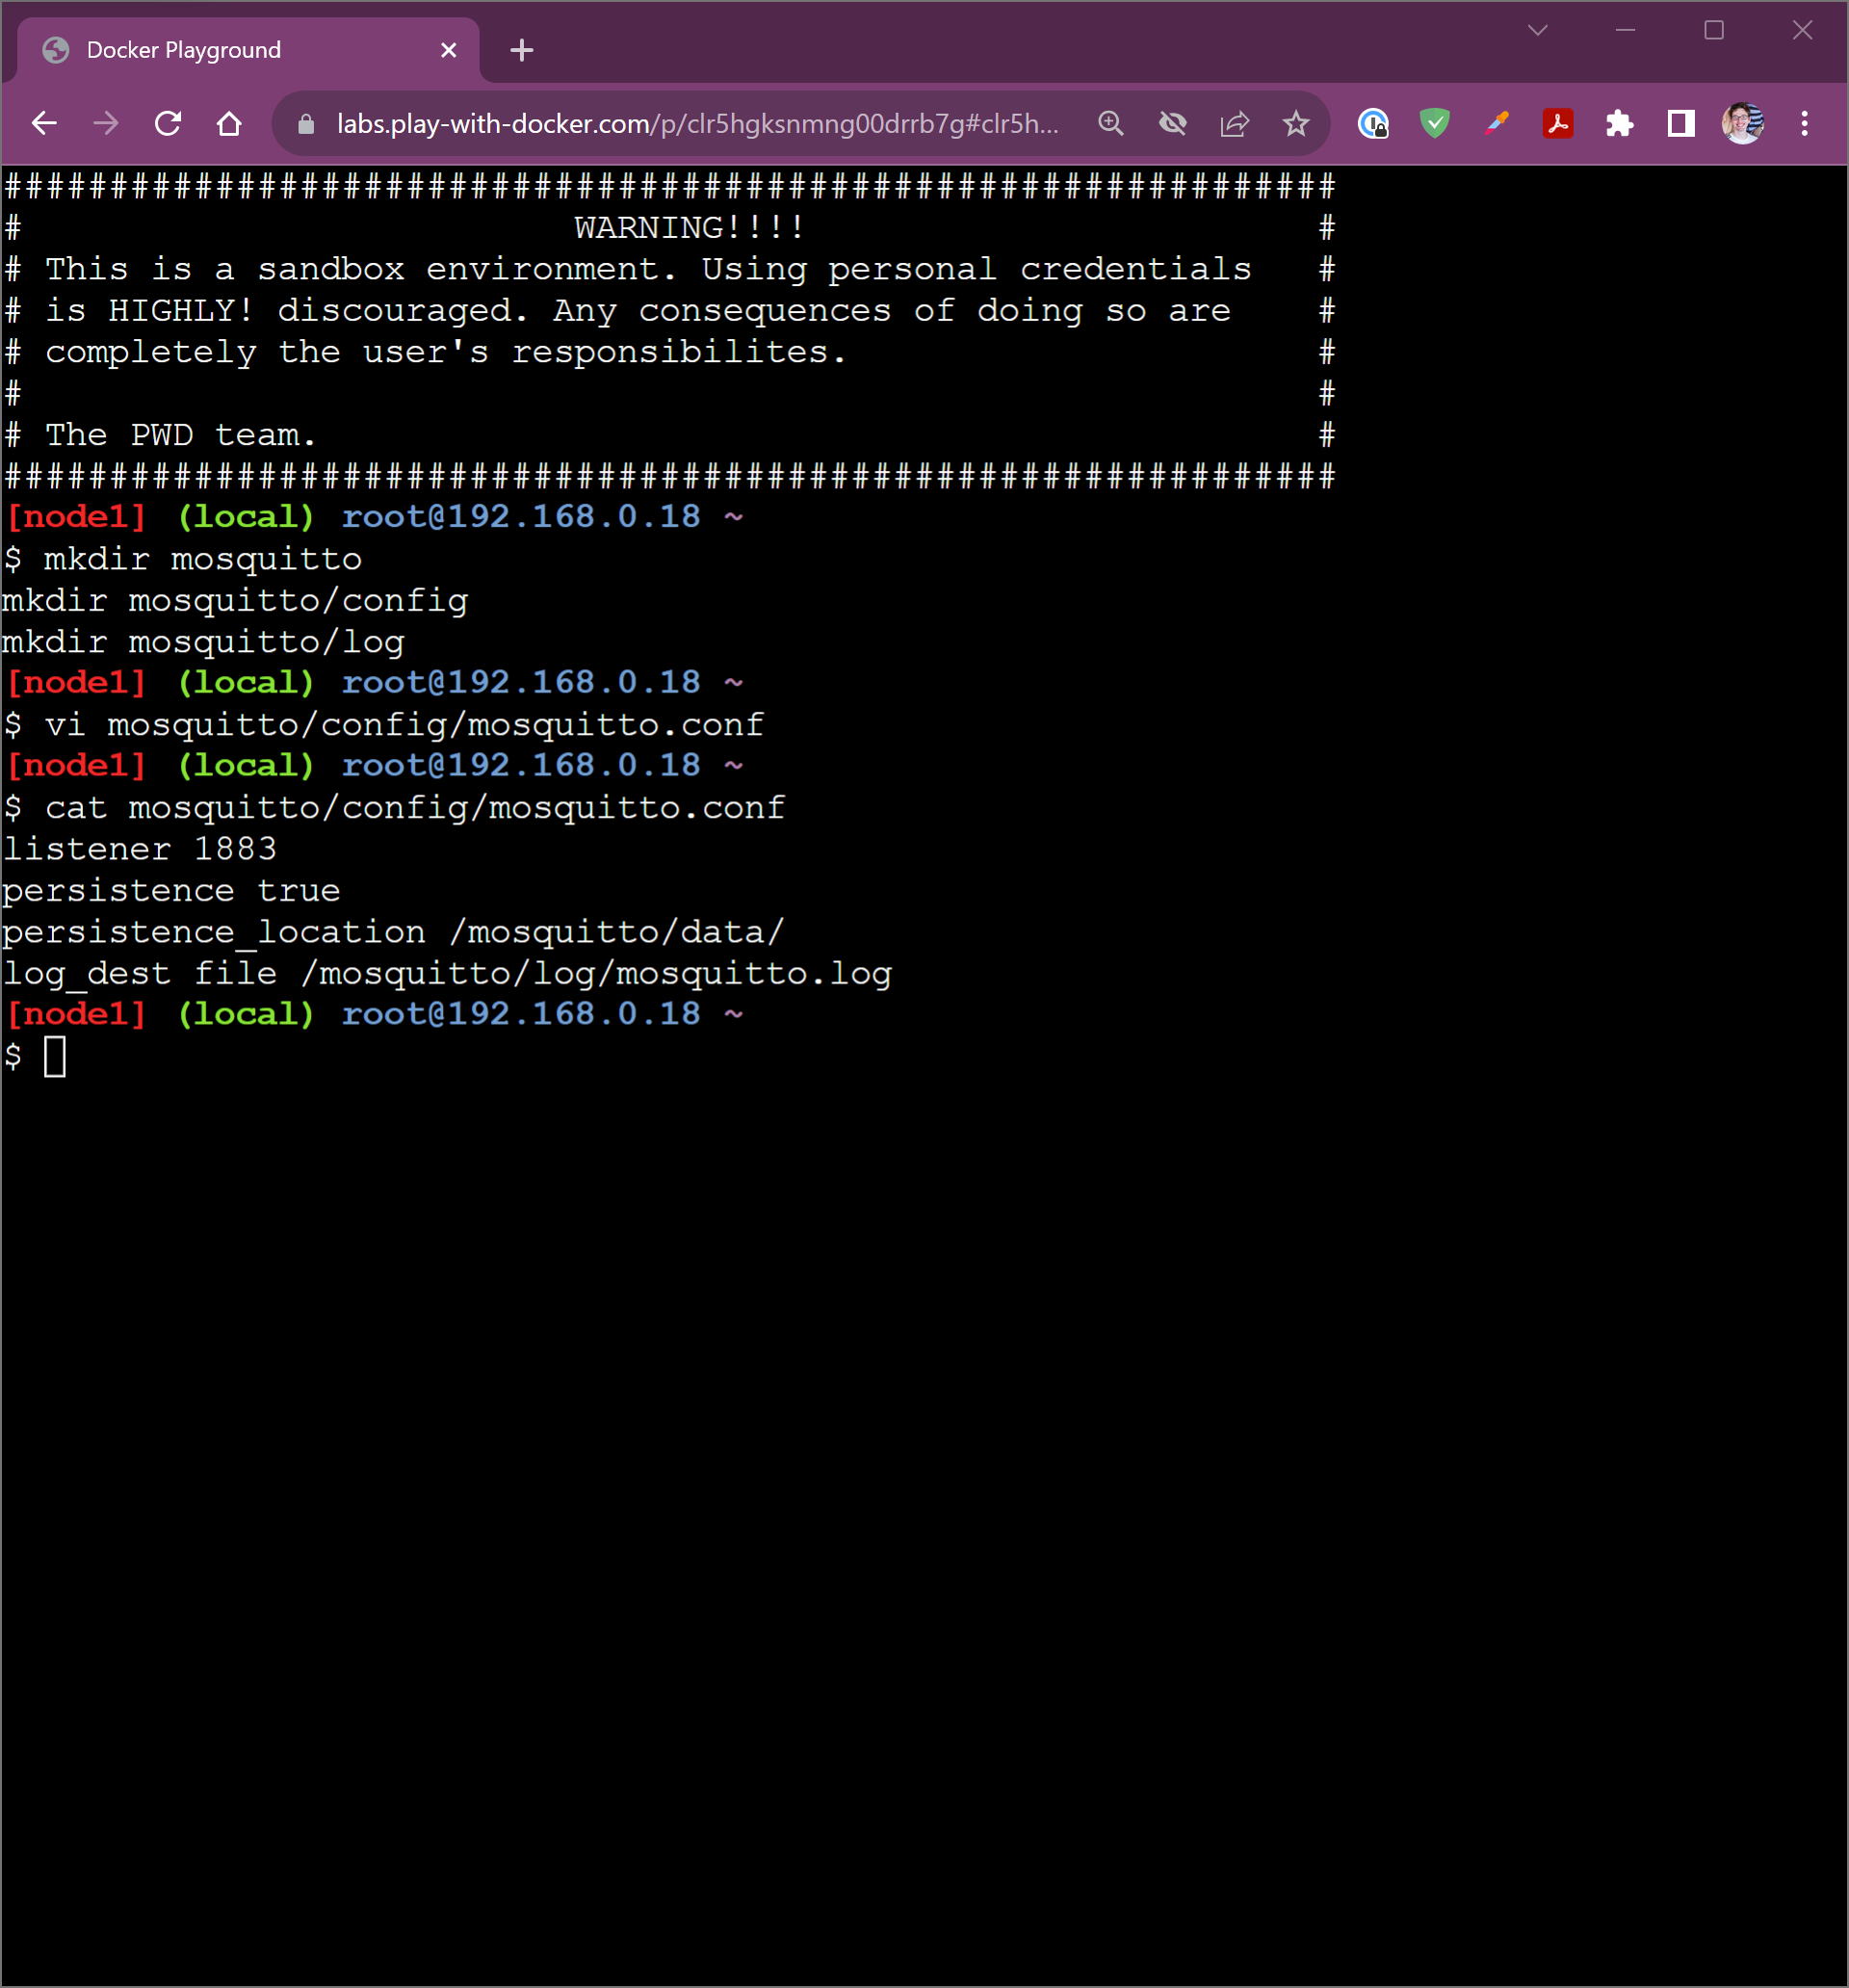 Docker Playground
labs.play-with-docker.com/p/clr5hgksnmng00drrb7g#clr5h...
###############################################################
#                          WARNING!!!!                        #
# This is a sandbox environment. Using personal credentials   #
# is HIGHLY! discouraged. Any consequences of doing so are    #
# completely the user's responsibilites.                      #
#                                                             #
# The PWD team.                                               #
###############################################################
[node1] (local) root@192.168.0.18 ~
$ mkdir mosquitto
mkdir mosquitto/config
mkdir mosquitto/log
[node1] (local) root@192.168.0.18 ~
$ vi mosquitto/config/mosquitto.conf
[node1] (local) root@192.168.0.18 ~
$ cat mosquitto/config/mosquitto.conf
listener 1883
persistence true
persistence_location /mosquitto/data/
log_dest file /mosquitto/log/mosquitto.log
[node1] (local) root@192.168.0.18 ~
$